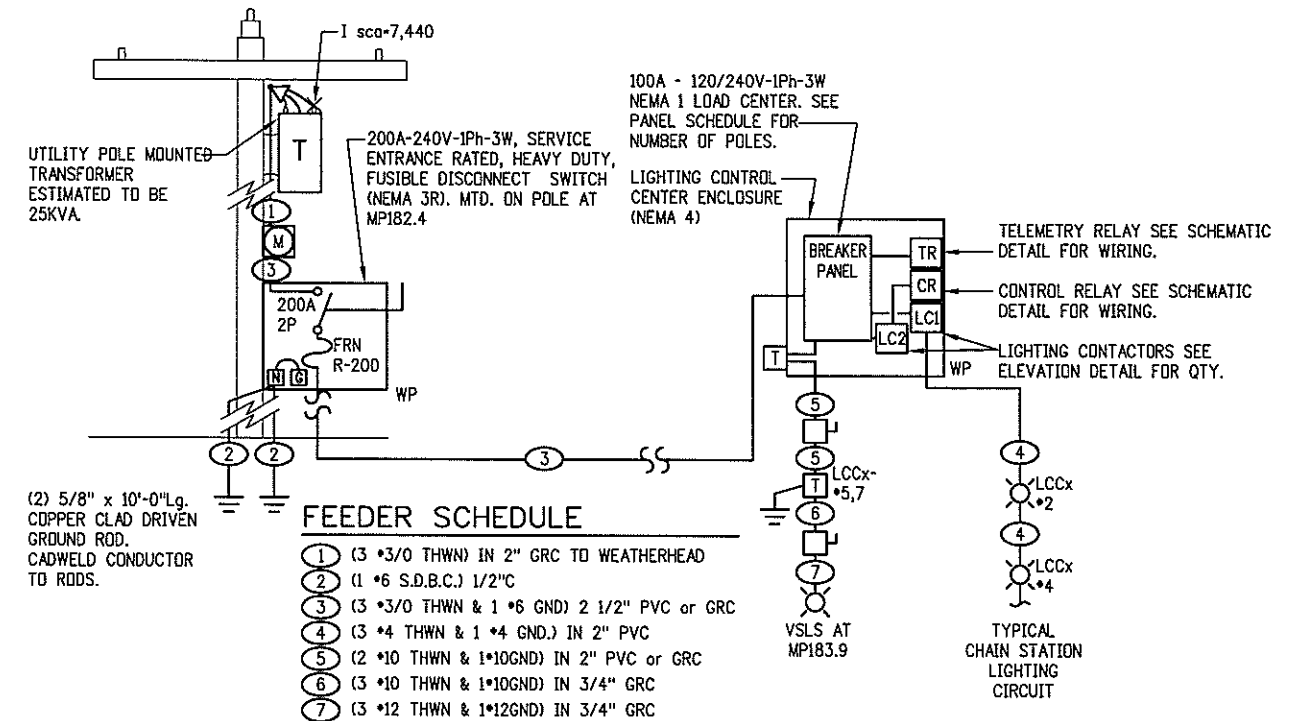 I sca=7,440
UTILITY POLE MOUNTED
TRANSFORMER
ESTIMATED TO BE
25KVA.
T
1
M
3
200A-240V-1Ph-3W, SERVICE
ENTRANCE RATED, HEAVY DUTY,
FUSIBLE DISCONNECT SWITCH
(NEMA 3R). MTD. ON POLE AT
MP182.4
200A
2P
FRN
R-200
N G
WP
2 2
3
(2) 5/8" x 10'-0"Lg.
COPPER CLAD DRIVEN
GROUND ROD.
CADWELD CONDUCTOR
TO RODS.
100A - 120/240V-1Ph-3W
NEMA 1 LOAD CENTER. SEE
PANEL SCHEDULE FOR
NUMBER OF POLES.
LIGHTING CONTROL
CENTER ENCLOSURE
(NEMA 4)
BREAKER
PANEL
TR
CR
LC1
LC2
T
WP
TELEMETRY RELAY SEE SCHEMATIC
DETAIL FOR WIRING.
CONTROL RELAY SEE SCHEMATIC
DETAIL FOR WIRING.
LIGHTING CONTACTORS SEE
ELEVATION DETAIL FOR QTY.
5
5
T
LCCx-
#5,7
6
7
VSLS AT
MP183.9
4
LCCx
#2
4
LCCx
#4
TYPICAL
CHAIN STATION
LIGHTING
CIRCUIT
FEEDER SCHEDULE
1 (3 #3/0 THWN) IN 2" GRC TO WEATHERHEAD
2 (1 #6 S.D.B.C.) 1/2"C
3 (3 #3/0 THWN & 1 #6 GND) 2 1/2" PVC or GRC
4 (3 #4 THWN & 1 #4 GND.) IN 2" PVC
5 (2 #10 THWN & 1#10GND) IN 2" PVC or GRC
6 (3 #10 THWN & 1#10GND) IN 3/4" GRC
7 (3 #12 THWN & 1#12GND) IN 3/4" GRC